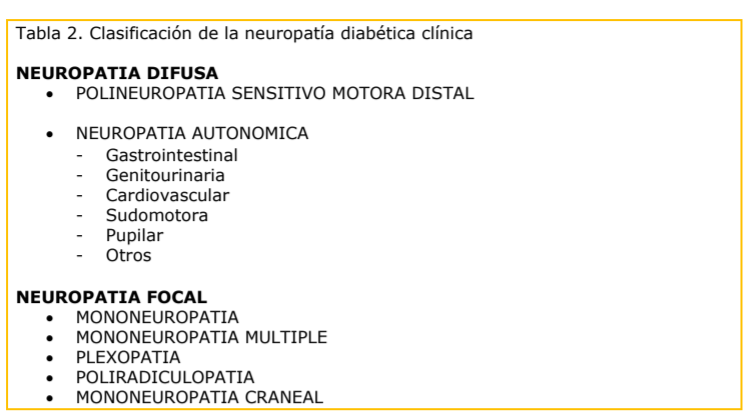 Tabla 2. Clasificación de la neuropatía diabética clínica
NEUROPATIA DIFUSA
• POLINEUROPATIA SENSITIVO MOTORA DISTAL
• NEUROPATIA AUTONOMICA
- Gastrointestinal
- Genitourinaria
- Cardiovascular
- Sudomotora
- Pupilar
- Otros
NEUROPATIA FOCAL
• MONONEUROPATIA
• MONONEUROPATIA MULTIPLE
• PLEXOPATIA
• POLIRADICULOPATIA
• MONONEUROPATIA CRANEAL